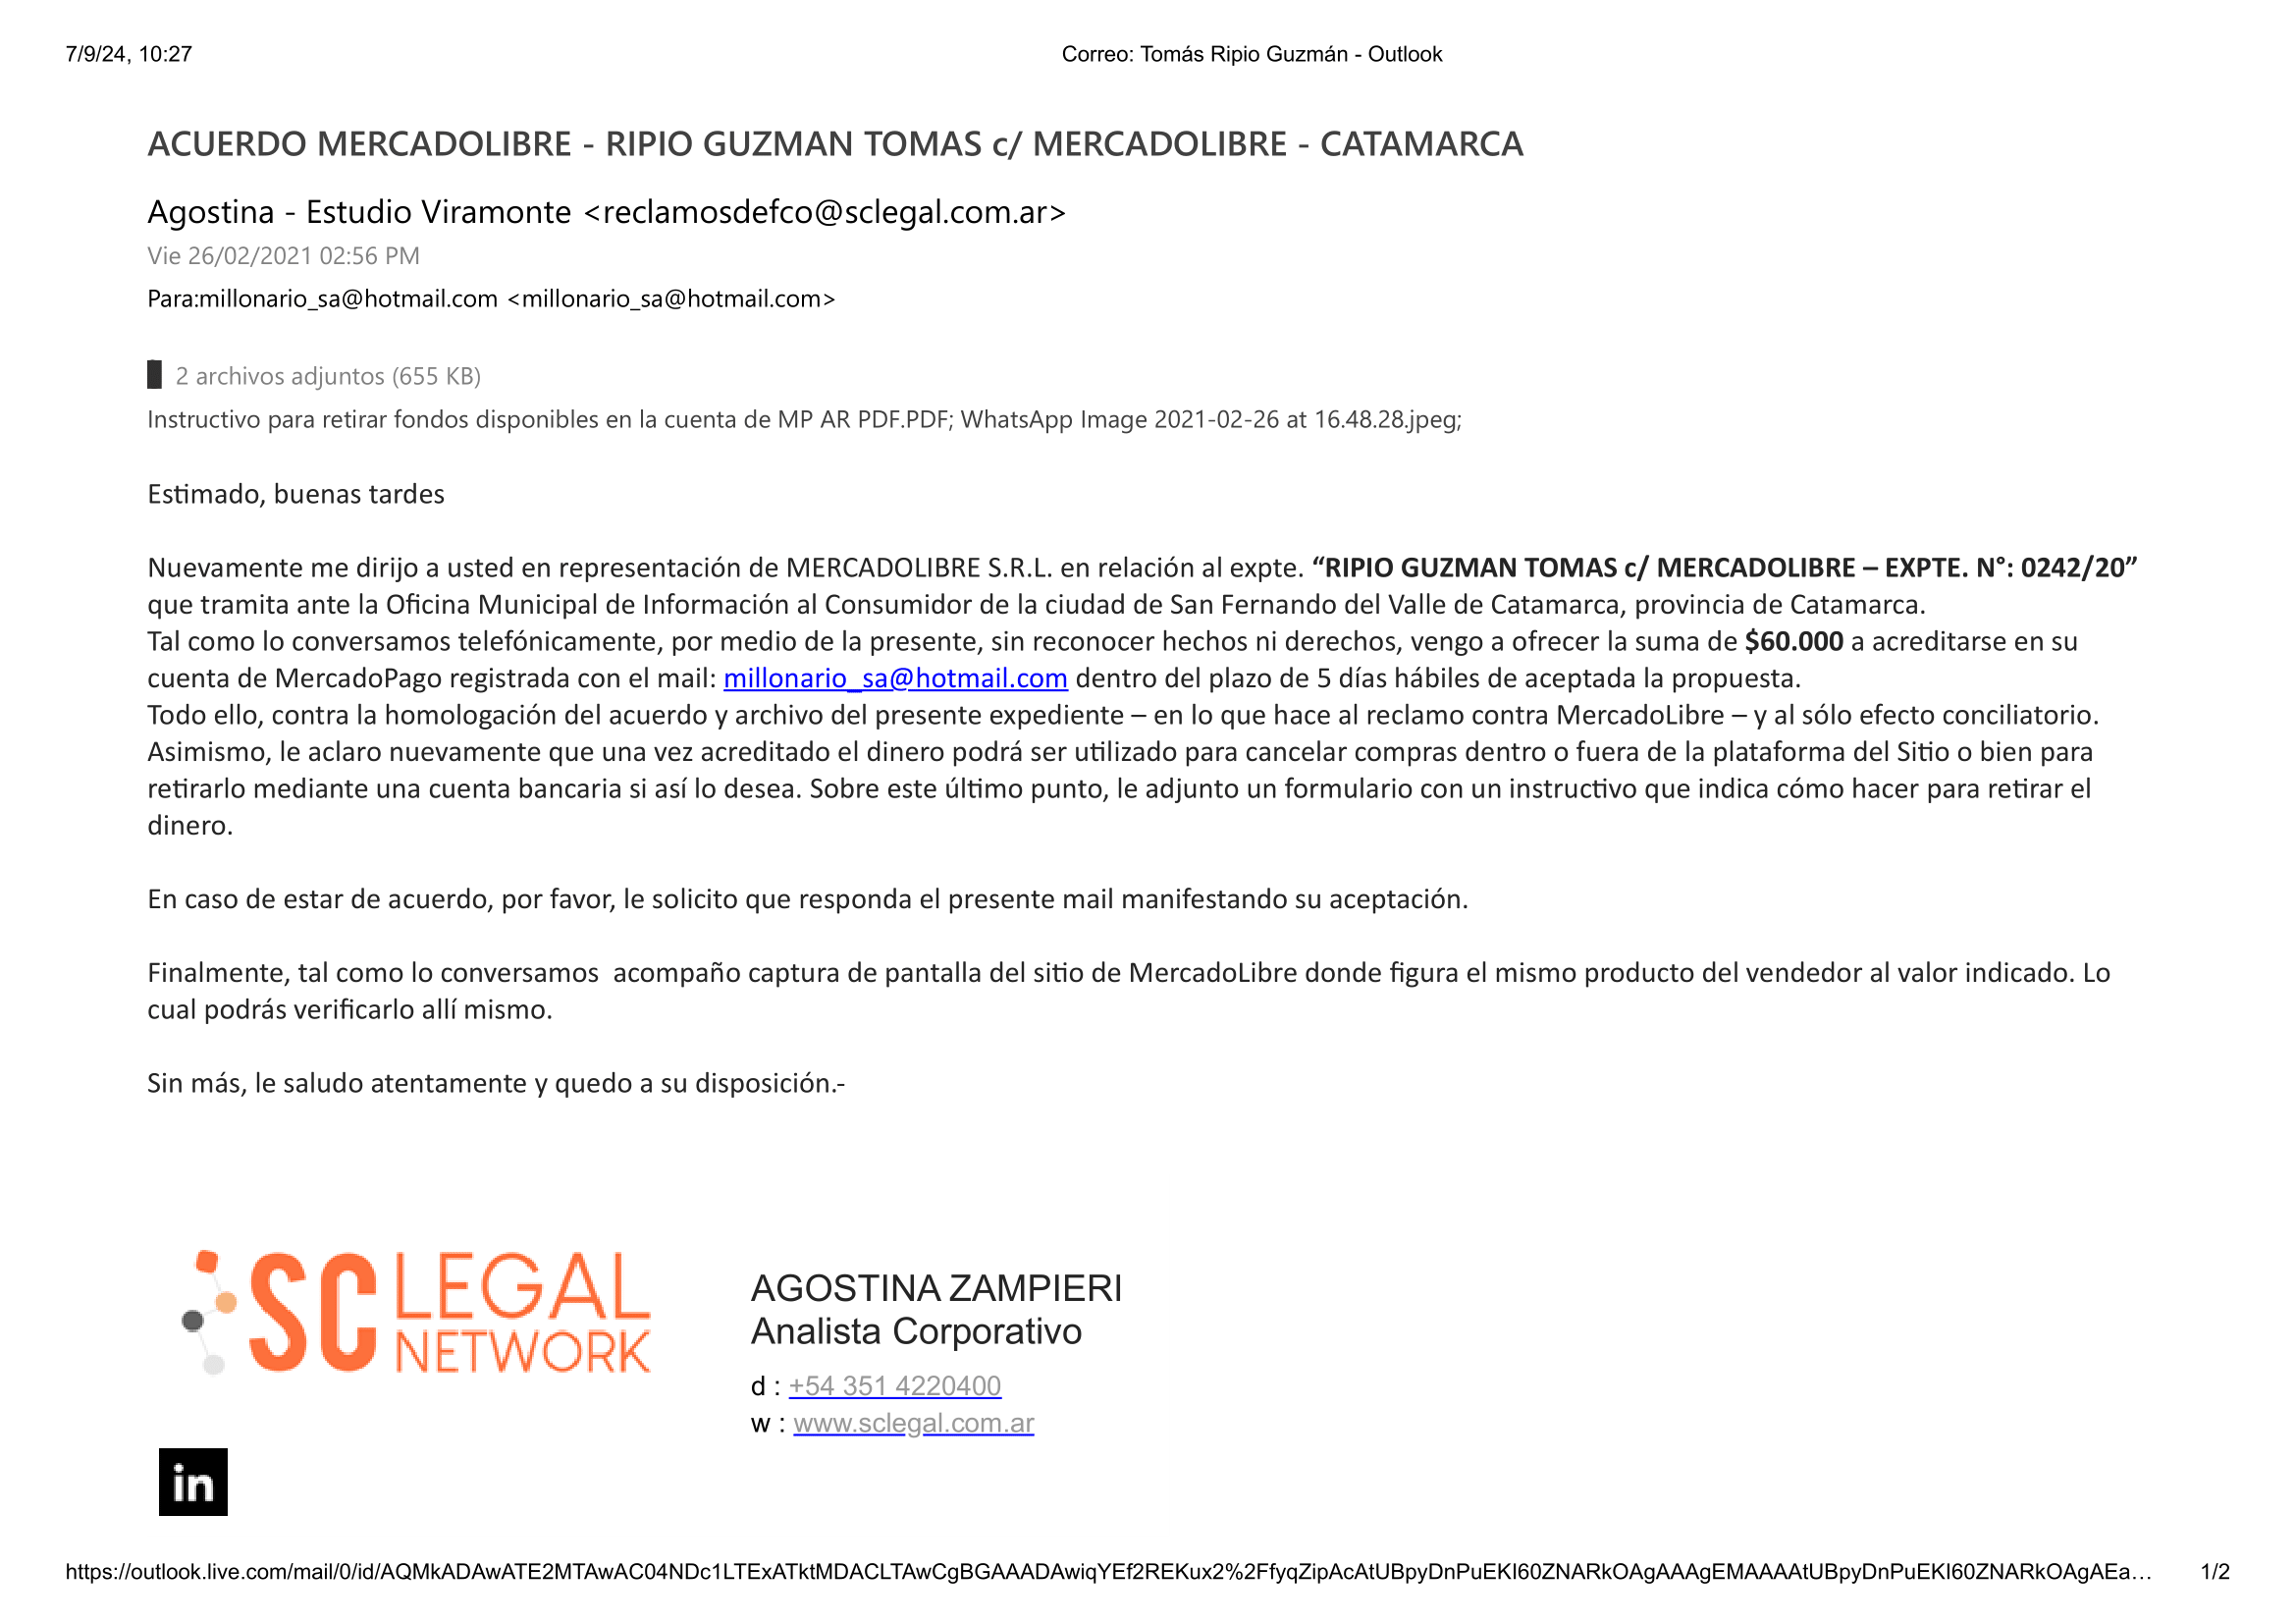 7/9/24, 10:27
Correo: Tomás Ripio Guzmán - Outlook
ACUERDO MERCADOLIBRE - RIPIO GUZMAN TOMAS c/ MERCADOLIBRE - CATAMARCA
Agostina - Estudio Viramonte <reclamosdefco@sclegal.com.ar>
Vie 26/02/2021 02:56 PM
Para:millonario_sa@hotmail.com <millonario_sa@hotmail.com>
2 archivos adjuntos (655 KB)
Instructivo para retirar fondos disponibles en la cuenta de MP AR PDF.PDF; WhatsApp Image 2021-02-26 at 16.48.28.jpeg;
Estimado, buenas tardes
Nuevamente me dirijo a usted en representación de MERCADOLIBRE S.R.L. en relación al expte. “RIPIO GUZMAN TOMAS c/ MERCADOLIBRE – EXPTE. N°: 0242/20”
que tramita ante la Oficina Municipal de Información al Consumidor de la ciudad de San Fernando del Valle de Catamarca, provincia de Catamarca.
Tal como lo conversamos telefónicamente, por medio de la presente, sin reconocer hechos ni derechos, vengo a ofrecer la suma de $60.000 a acreditarse en su
cuenta de MercadoPago registrada con el mail: millonario_sa@hotmail.com dentro del plazo de 5 días hábiles de aceptada la propuesta.
Todo ello, contra la homologación del acuerdo y archivo del presente expediente – en lo que hace al reclamo contra MercadoLibre – y al sólo efecto conciliatorio.
Asimismo, le aclaro nuevamente que una vez acreditado el dinero podrá ser utilizado para cancelar compras dentro o fuera de la plataforma del Sitio o bien para
retirarlo mediante una cuenta bancaria si así lo desea. Sobre este último punto, le adjunto un formulario con un instructivo que indica cómo hacer para retirar el
dinero.
En caso de estar de acuerdo, por favor, le solicito que responda el presente mail manifestando su aceptación.
Finalmente, tal como lo conversamos  acompaño captura de pantalla del sitio de MercadoLibre donde figura el mismo producto del vendedor al valor indicado. Lo
cual podrás verificarlo allí mismo.
Sin más, le saludo atentamente y quedo a su disposición.-
SC LEGAL
NETWORK
AGOSTINA ZAMPIERI
Analista Corporativo
d : +54 351 4220400
w : www.sclegal.com.ar
in
https://outlook.live.com/mail/0/id/AQMkADAwATE2MTAwAC04NDc1LTExATktMDACLTAwCgBGAAADAwiqYEf2REKux2%2FfyqZipAcAtUBpyDnPuEKI60ZNARkOAgAAAgEMAAAAtUBpyDnPuEKI60ZNARkOAgAEa…
1/2